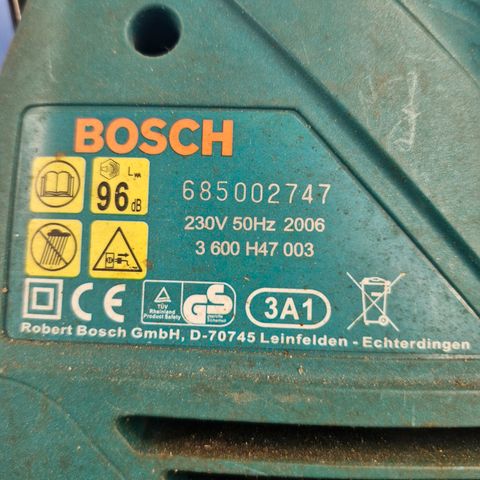 BOSCH
LWA
96 dB
685002747
230V 50Hz 2006
3 600 H47 003
CE
TÜV
Rheinland
Product Safety
GS
geprüfte
Sicherheit
3A1
Robert Bosch GmbH, D-70745 Leinfelden - Echterdingen